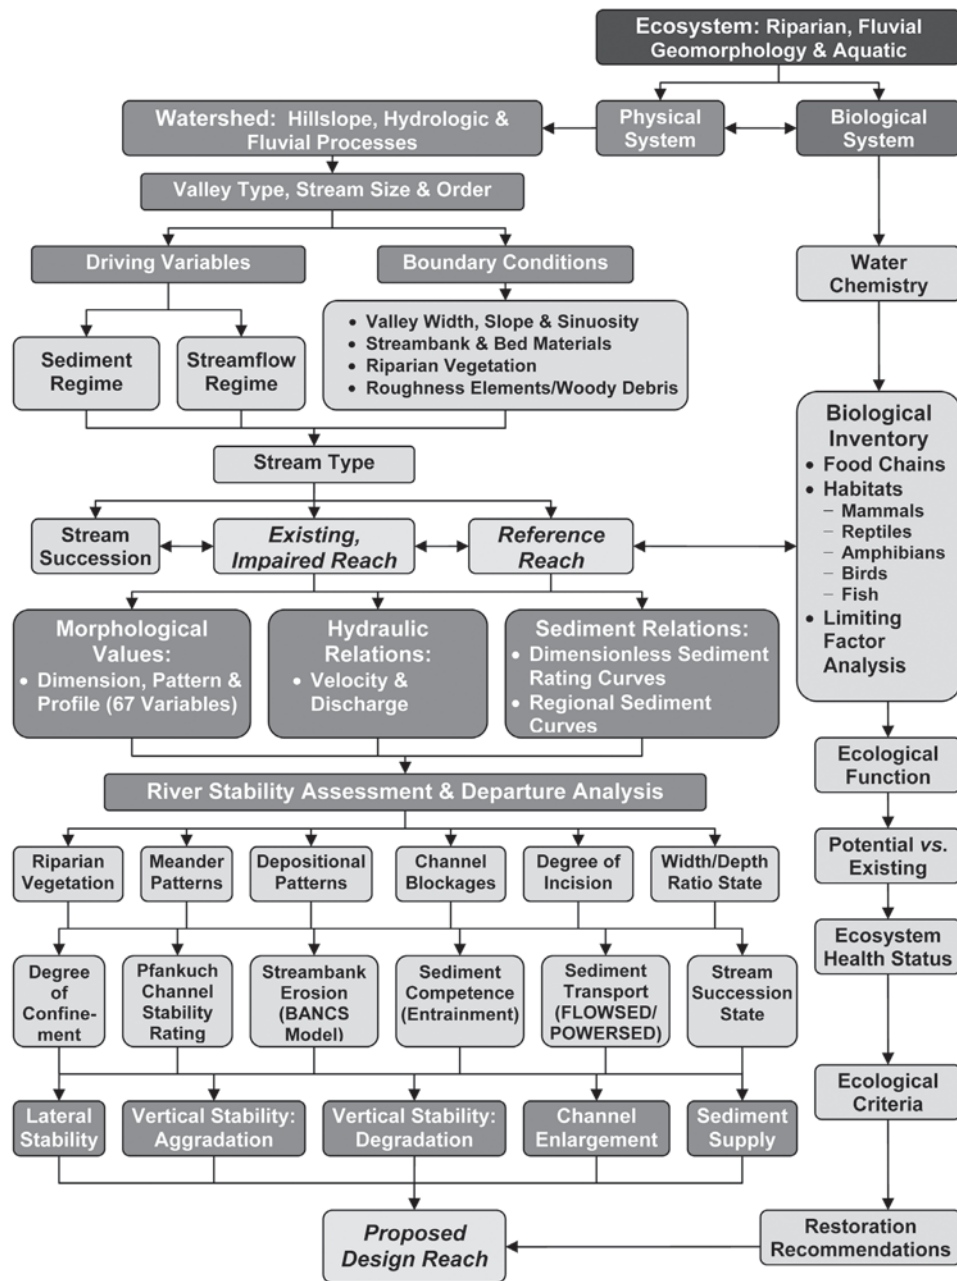 Ecosystem: Riparian, Fluvial
Geomorphology & Aquatic
Watershed: Hillslope, Hydrologic &
Fluvial Processes
Physical
System
Biological
System
Valley Type, Stream Size & Order
Driving Variables
Boundary Conditions
Water
Chemistry
Sediment
Regime
Streamflow
Regime
• Valley Width, Slope & Sinuosity
• Streambank & Bed Materials
• Riparian Vegetation
• Roughness Elements/Woody Debris
Biological
Inventory
• Food Chains
• Habitats
– Mammals
– Reptiles
– Amphibians
– Birds
– Fish
• Limiting
Factor
Analysis
Stream Type
Stream
Succession
Existing,
Impaired Reach
Reference
Reach
Morphological
Values:
• Dimension, Pattern &
Profile (67 Variables)
Hydraulic
Relations:
• Velocity &
Discharge
Sediment Relations:
• Dimensionless Sediment
Rating Curves
• Regional Sediment
Curves
Ecological
Function
River Stability Assessment & Departure Analysis
Riparian
Vegetation
Meander
Patterns
Depositional
Patterns
Channel
Blockages
Degree of
Incision
Width/Depth
Ratio State
Potential vs.
Existing
Degree
of
Confine-
ment
Pfankuch
Channel
Stability
Rating
Streambank
Erosion
(BANCS
Model)
Sediment
Competence
(Entrainment)
Sediment
Transport
(FLOWSED/
POWERSED)
Stream
Succession
State
Ecosystem
Health Status
Lateral
Stability
Vertical Stability:
Aggradation
Vertical Stability:
Degradation
Channel
Enlargement
Sediment
Supply
Ecological
Criteria
Proposed
Design Reach
Restoration
Recommendations